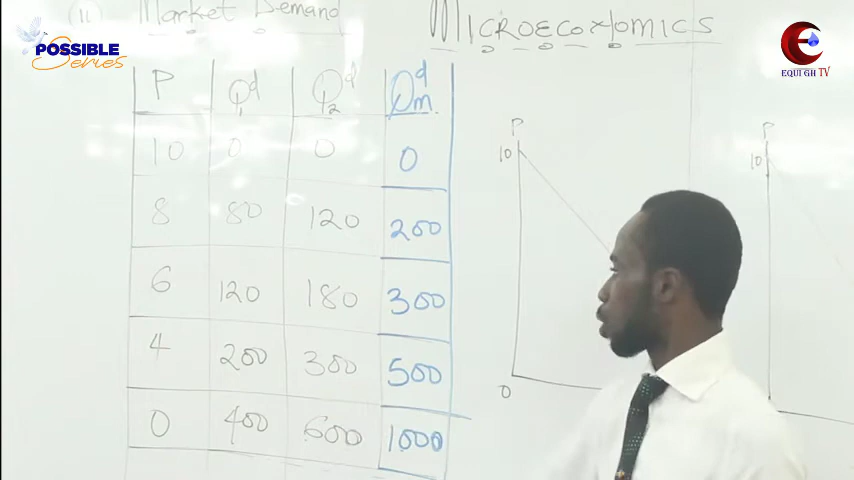 (ii) Market Demand
MICROECONOMICS
POSSIBLE
Series
EQUI GH TV
P Q1d Q2d Qmd
10 0 0 0
8 80 120 200
6 120 180 300
4 200 300 500
0 400 600 1000
P
10
0
P
10